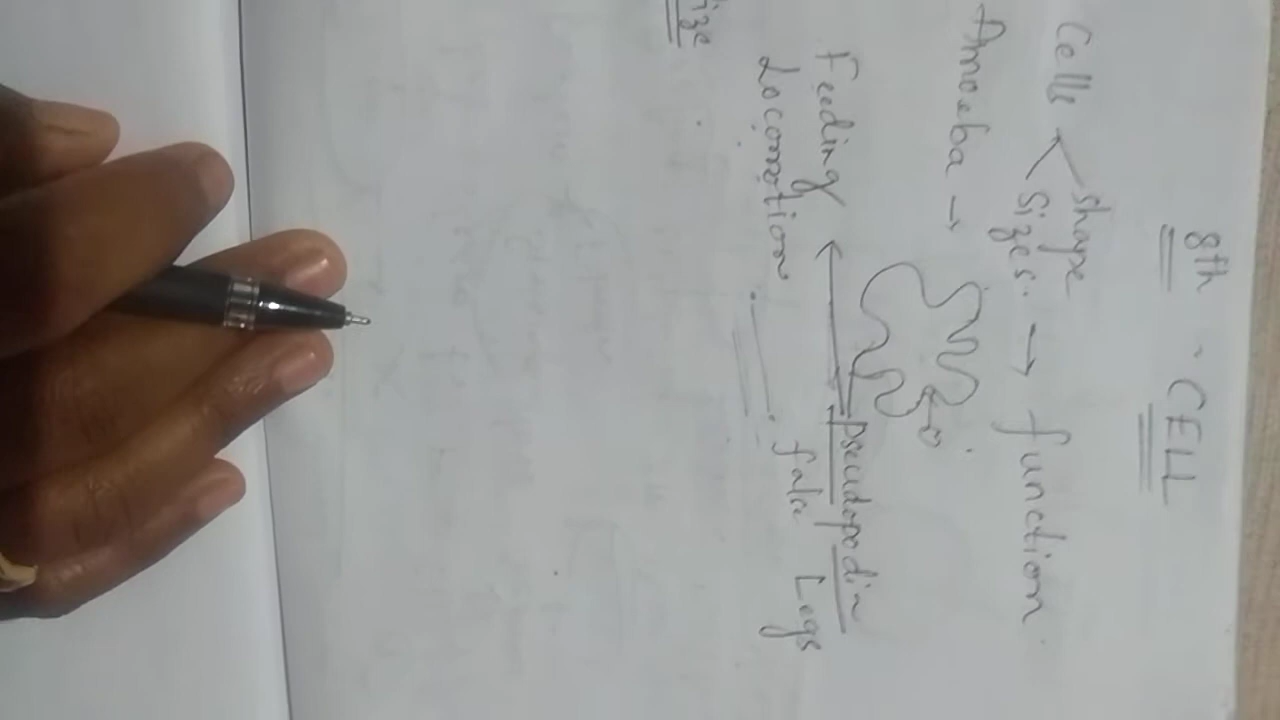 8th - CELL
Cells shape
sizes. → function.
Amoeba →
pseudopodia
Feeding false Legs
Locomotion